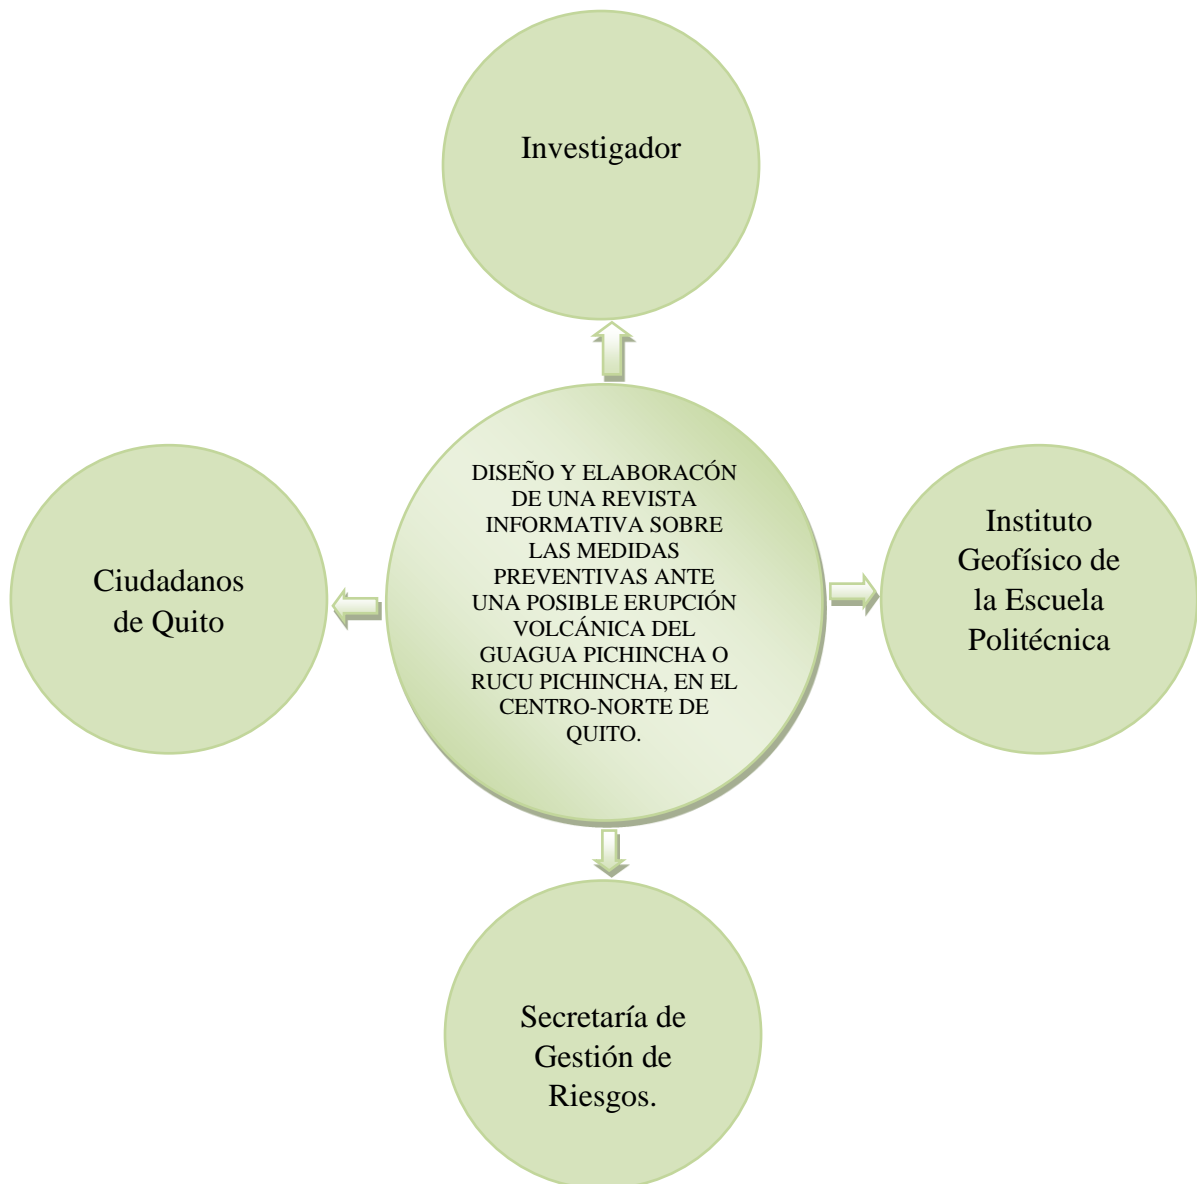 Investigador
DISEÑO Y ELABORACÓN
DE UNA REVISTA
INFORMATIVA SOBRE
LAS MEDIDAS
PREVENTIVAS ANTE
UNA POSIBLE ERUPCIÓN
VOLCÁNICA DEL
GUAGUA PICHINCHA O
RUCU PICHINCHA, EN EL
CENTRO-NORTE DE
QUITO.
Ciudadanos
de Quito
Instituto
Geofísico de
la Escuela
Politécnica
Secretaría de
Gestión de
Riesgos.